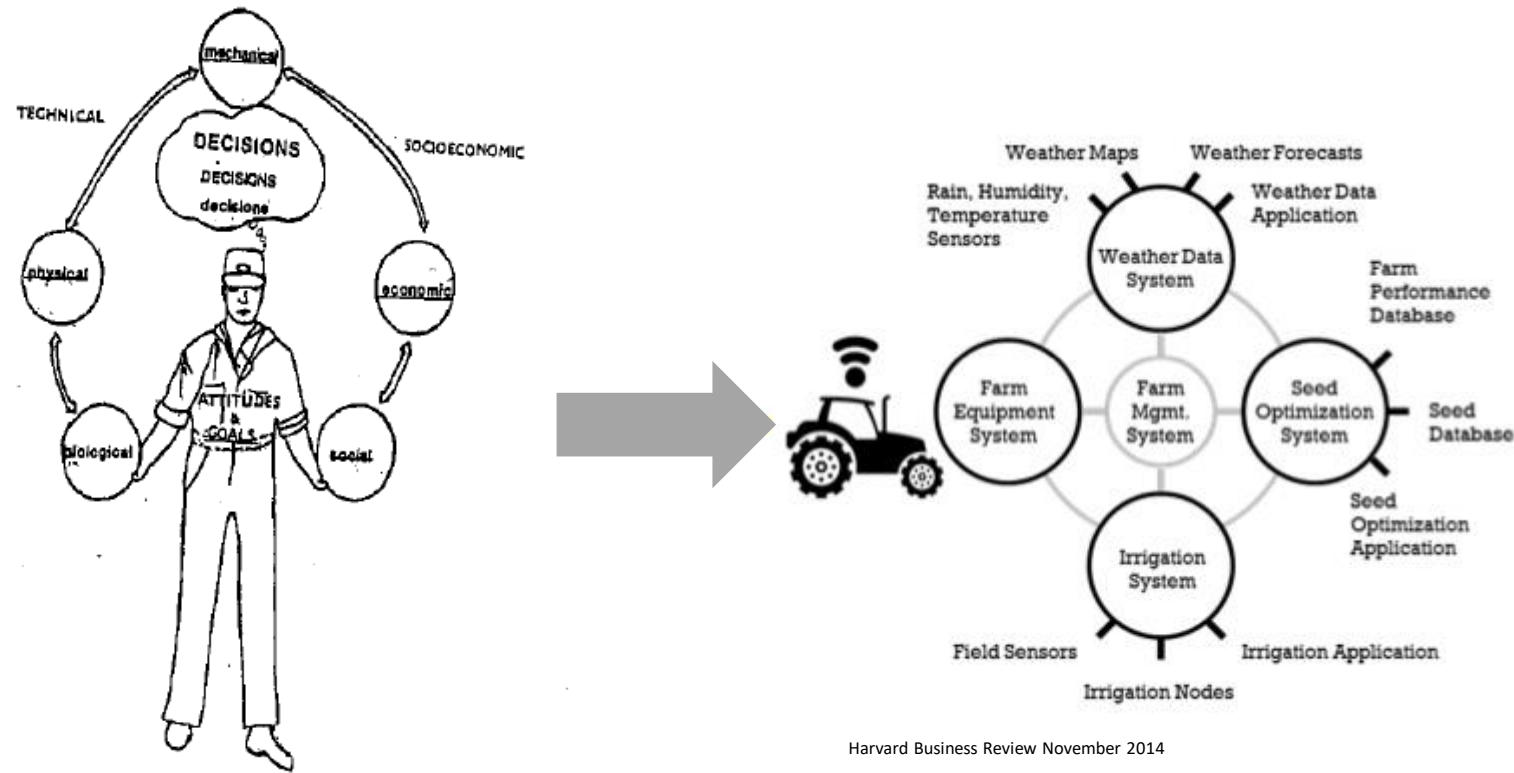 mechanical
TECHNICAL
SOCIOECONOMIC
DECISIONS
DECISIONS
decisions
physical
economic
ATTITUDES
&
GOALS
biological
social
Weather Maps
Weather Forecasts
Rain, Humidity,
Temperature
Sensors
Weather Data
Application
Weather Data
System
Farm
Performance
Database
Farm
Equipment
System
Farm
Mgmt.
System
Seed
Optimization
System
Seed
Database
Seed
Optimization
Application
Irrigation
System
Field Sensors
Irrigation Application
Irrigation Nodes
Harvard Business Review November 2014